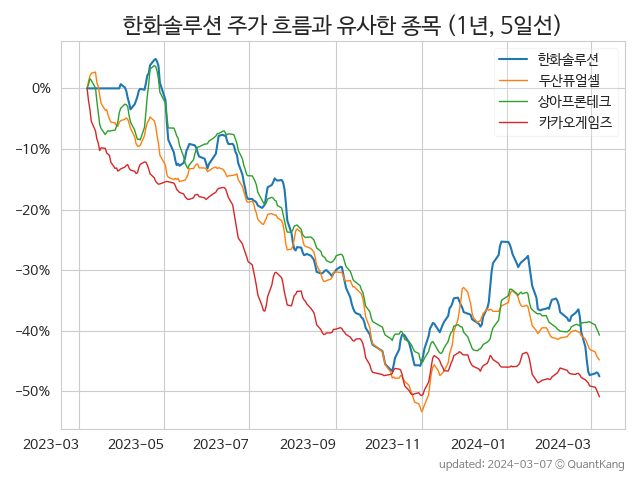 한화솔루션 주가 흐름과 유사한 종목 (1년, 5일선)
한화솔루션
두산퓨얼셀
상아프론테크
카카오게임즈
0%
−10%
−20%
−30%
−40%
−50%
2023-03 2023-05 2023-07 2023-09 2023-11 2024-01 2024-03
updated: 2024-03-07 © QuantKang